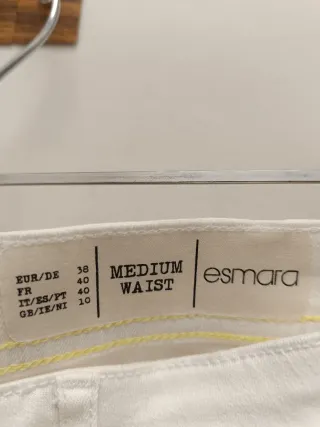 EUR/DE 38
FR 40
IT/ES/PT 40
GB/IE/NI 10
MEDIUM
WAIST
esmara